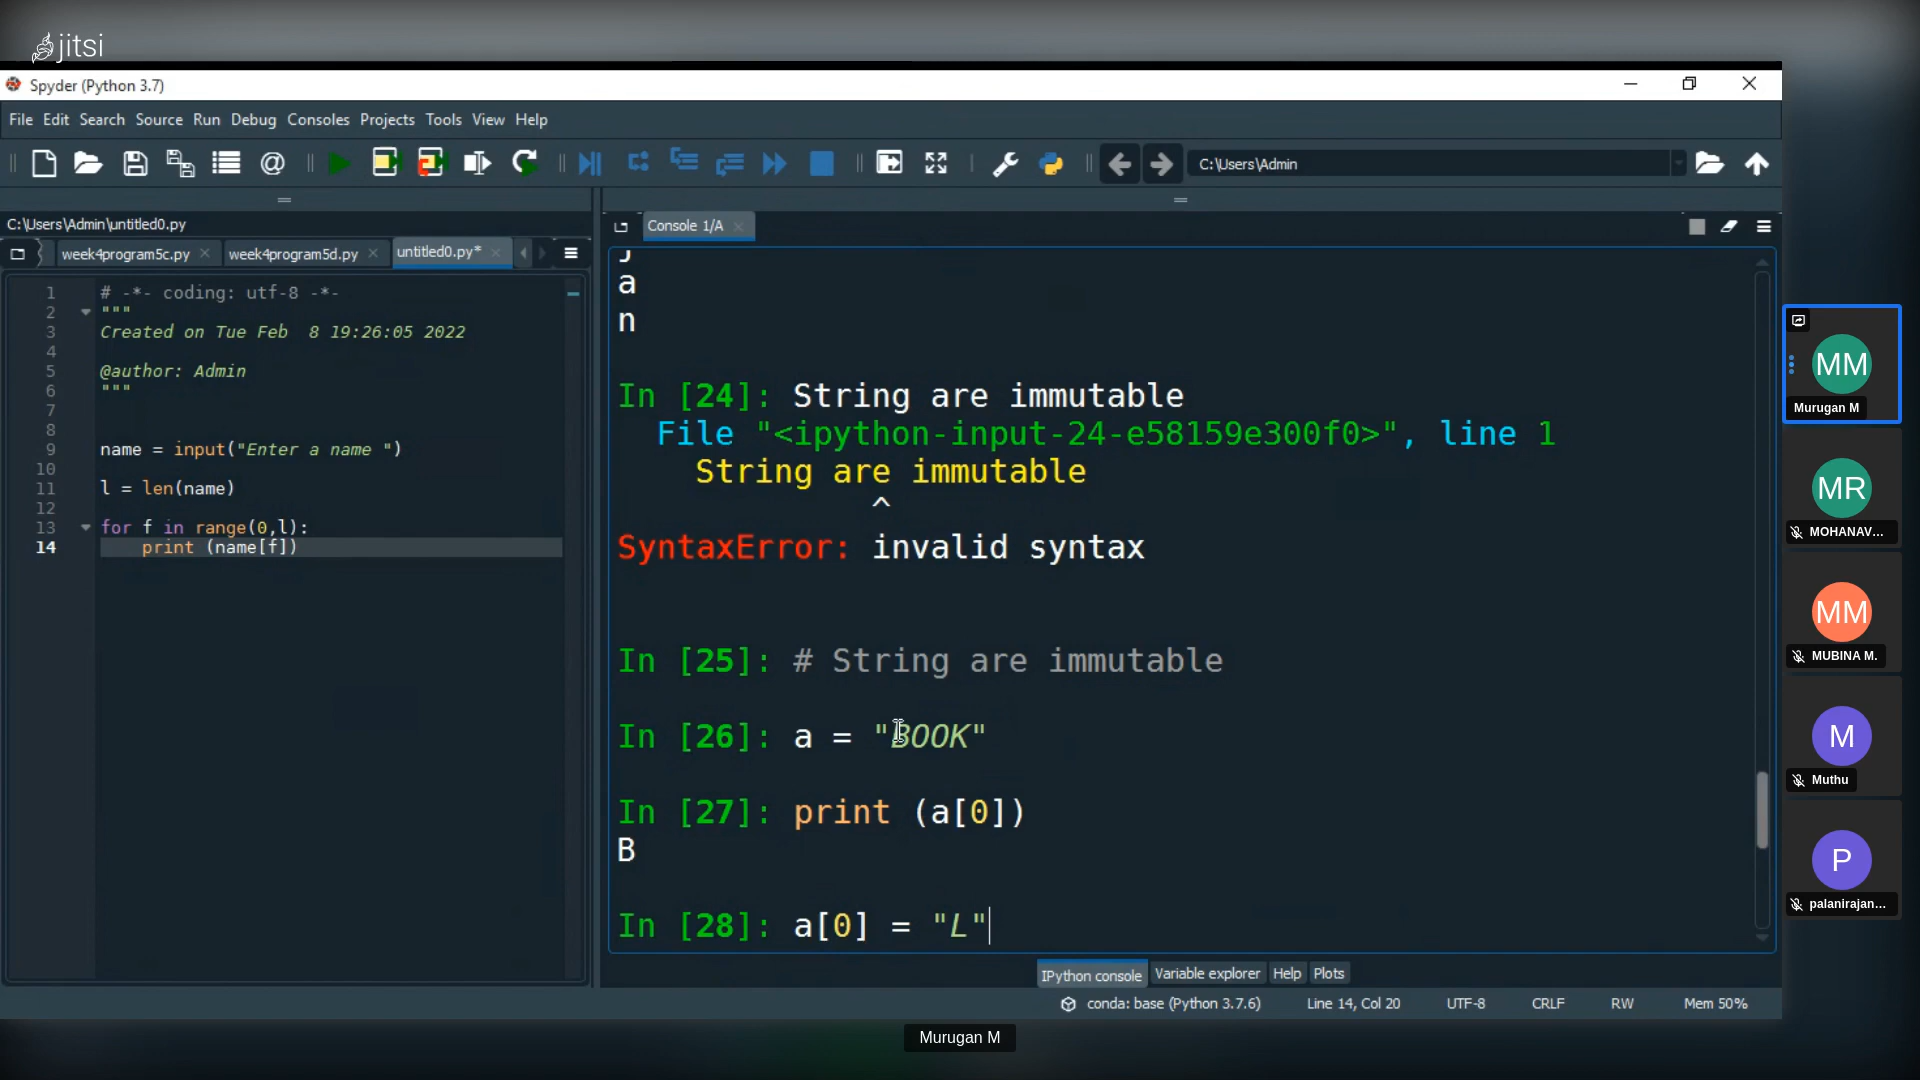 jitsi
Spyder (Python 3.7)
File Edit Search Source Run Debug Consoles Projects Tools View Help
C:\Users\Admin
C:\Users\Admin\untitled0.py
week4program5c.py week4program5d.py untitled0.py*
1 # -*- coding: utf-8 -*-
2 """
3 Created on Tue Feb  8 19:26:05 2022
4
5 @author: Admin
6 """
7
8
9 name = input("Enter a name ")
10
11 l = len(name)
12
13 for f in range(0,l):
14     print (name[f])
Console 1/A
j
a
n
In [24]: String are immutable
File "<ipython-input-24-e58159e300f0>", line 1
String are immutable
^
SyntaxError: invalid syntax
In [25]: # String are immutable
In [26]: a = "BOOK"
In [27]: print (a[0])
B
In [28]: a[0] = "L"
IPython console Variable explorer Help Plots
conda: base (Python 3.7.6) Line 14, Col 20 UTF-8 CRLF RW Mem 50%
MM
Murugan M
MR
MOHANAV...
MM
MUBINA M.
M
Muthu
P
palanirajan...
Murugan M